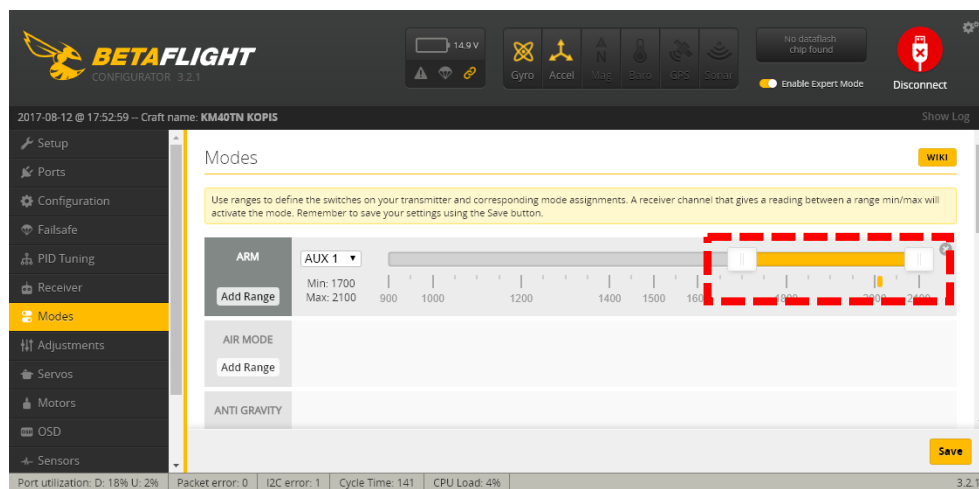 BETAFLIGHT
CONFIGURATOR 3.2.1
14.9 V
Gyro Accel Mag Baro GPS Sonar
No dataflash
chip found
Enable Expert Mode
Disconnect
2017-08-12 @ 17:52:59 -- Craft name: KM40TN KOPIS
Show Log
Setup
Ports
Configuration
Failsafe
PID Tuning
Receiver
Modes
Adjustments
Servos
Motors
OSD
Sensors
Modes
WIKI
Use ranges to define the switches on your transmitter and corresponding mode assignments. A receiver channel that gives a reading between a range min/max will
activate the mode. Remember to save your settings using the Save button.
ARM
Add Range
AUX 1
Min: 1700
Max: 2100
900 1000 1200 1400 1500
AIR MODE
Add Range
ANTI GRAVITY
Save
Port utilization: D: 18% U: 2% Packet error: 0 I2C error: 1 Cycle Time: 141 CPU Load: 4%